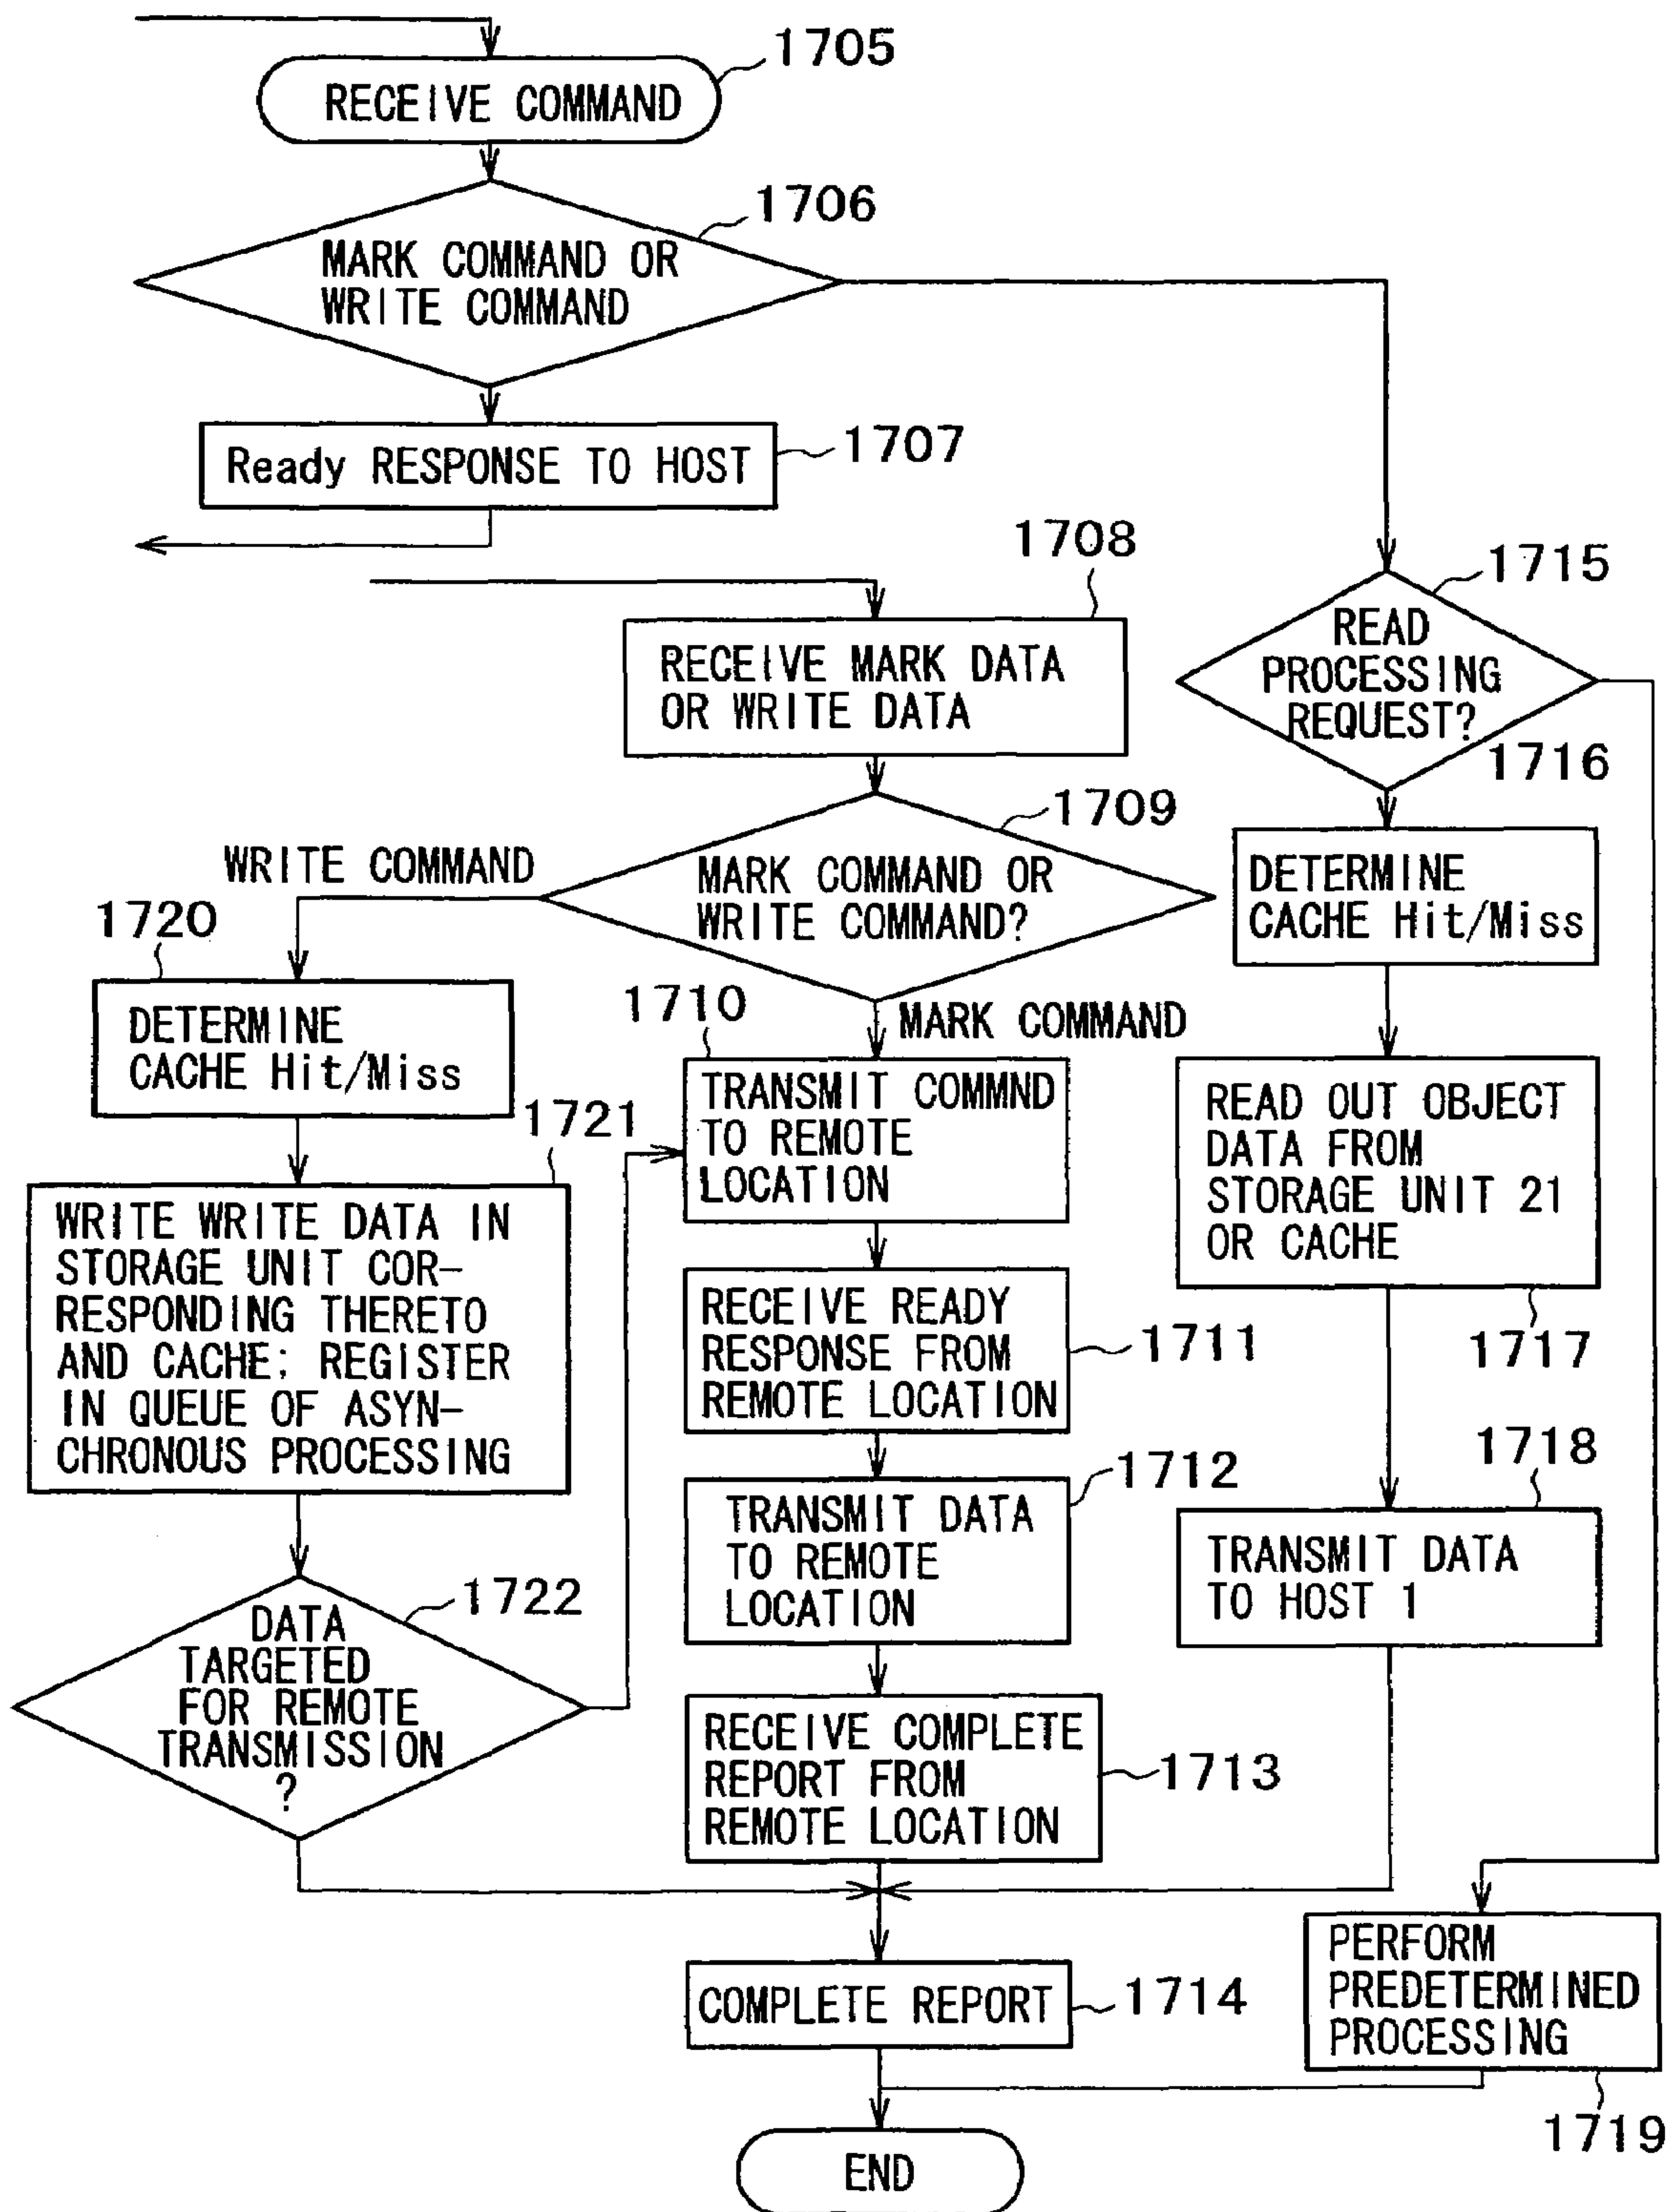 1705
RECEIVE COMMAND
1706
MARK COMMAND OR
WRITE COMMAND
Ready RESPONSE TO HOST
1707
1708
RECEIVE MARK DATA
OR WRITE DATA
1715
READ
PROCESSING
REQUEST?
1716
1709
MARK COMMAND OR
WRITE COMMAND?
WRITE COMMAND
MARK COMMAND
DETERMINE
CACHE Hit/Miss
1720
DETERMINE
CACHE Hit/Miss
1710
TRANSMIT COMMND
TO REMOTE
LOCATION
READ OUT OBJECT
DATA FROM
STORAGE UNIT 21
OR CACHE
1717
1721
WRITE WRITE DATA IN
STORAGE UNIT COR-
RESPONDING THERETO
AND CACHE; REGISTER
IN QUEUE OF ASYN-
CHRONOUS PROCESSING
RECEIVE READY
RESPONSE FROM
REMOTE LOCATION
1711
1712
TRANSMIT DATA
TO REMOTE
LOCATION
1718
TRANSMIT DATA
TO HOST 1
1722
DATA
TARGETED
FOR REMOTE
TRANSMISSION
?
RECEIVE COMPLETE
REPORT FROM
REMOTE LOCATION
1713
COMPLETE REPORT
1714
PERFORM
PREDETERMINED
PROCESSING
1719
END